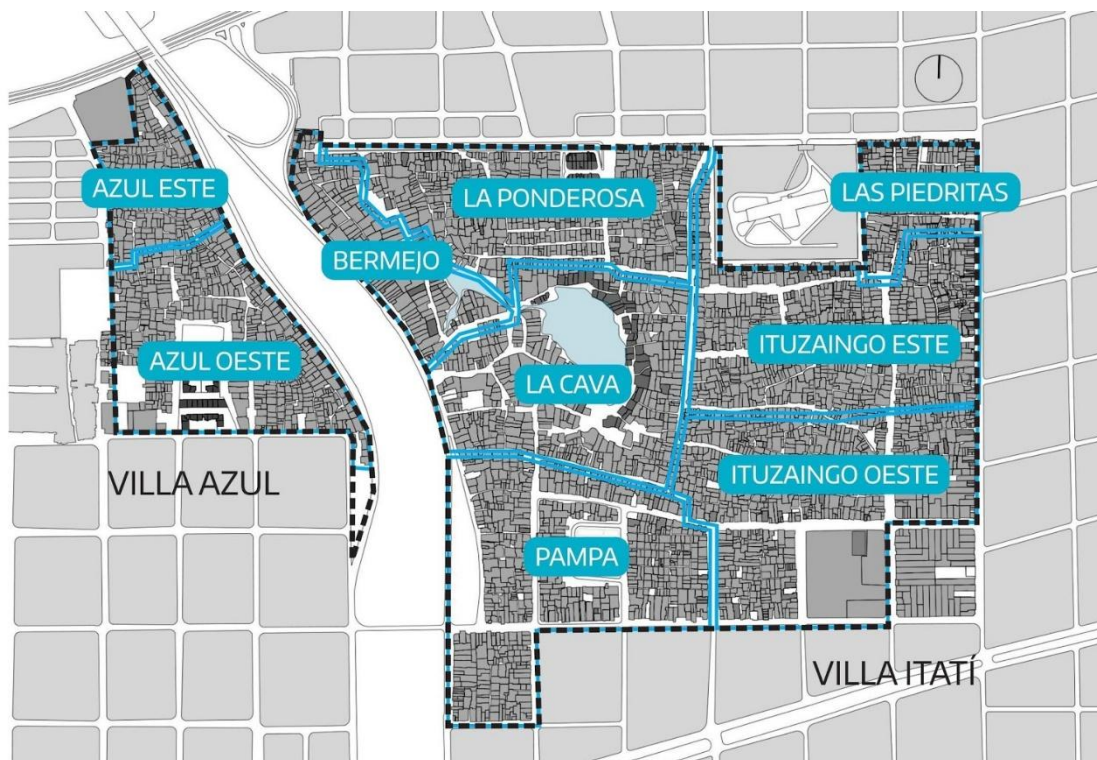 AZUL ESTE
LA PONDEROSA
LAS PIEDRITAS
BERMEJO
AZUL OESTE
LA CAVA
ITUZAINGO ESTE
VILLA AZUL
ITUZAINGO OESTE
PAMPA
VILLA ITATÍ